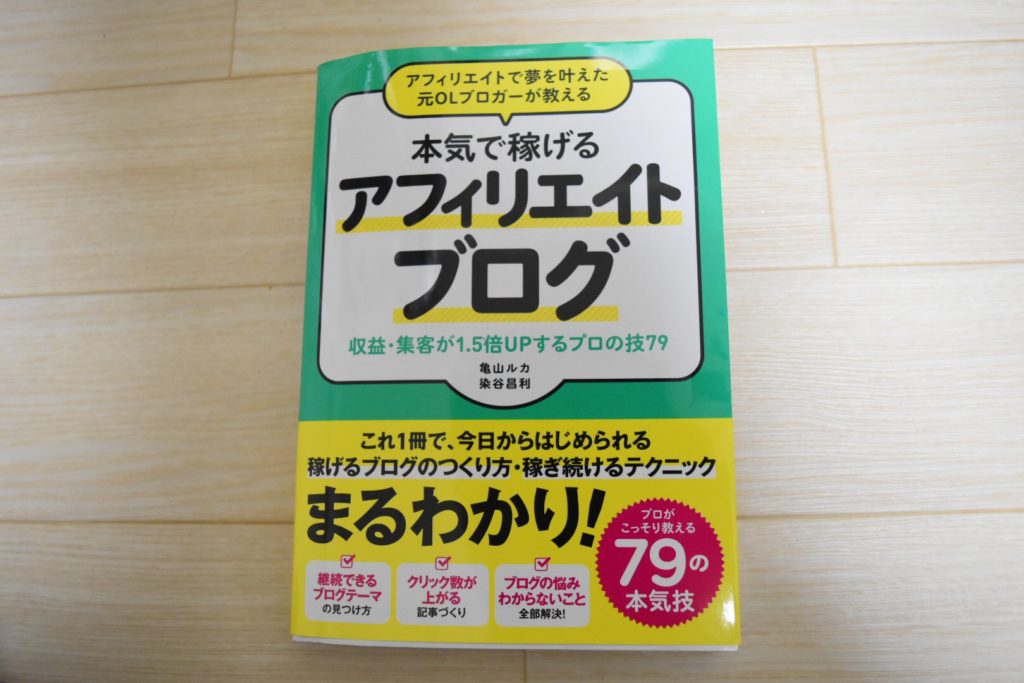 アフィリエイトで夢を叶えた
元OLブロガーが教える
本気で稼げる
アフィリエイト
ブログ
収益・集客が1.5倍UPするプロの技79
亀山ルカ
染谷昌利
これ1冊で、今日からはじめられる
稼げるブログのつくり方・稼ぎ続けるテクニック
まるわかり!
プロが
こっそり教える
79の
本気技
継続できる
ブログテーマ
の見つけ方
クリック数が
上がる
記事づくり
ブログの悩み
わからないこと
全部解決!